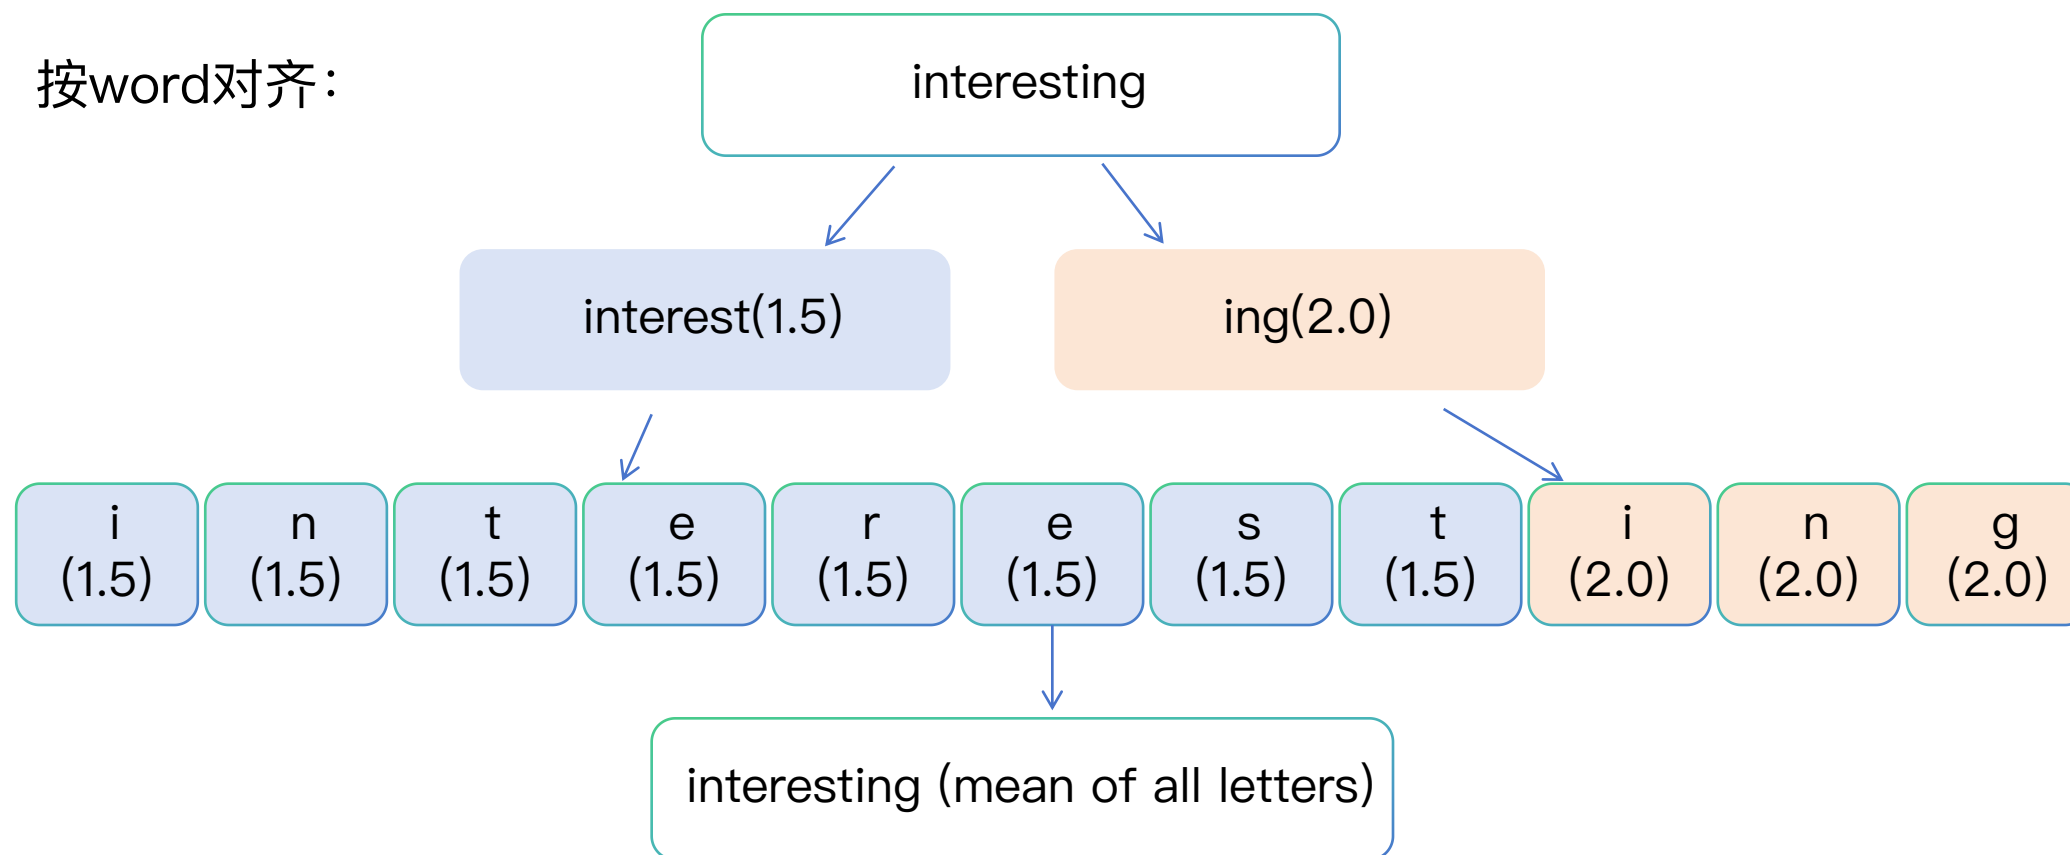 按word对齐：
interesting
interest(1.5)
ing(2.0)
i
(1.5)
n
(1.5)
t
(1.5)
e
(1.5)
r
(1.5)
e
(1.5)
s
(1.5)
t
(1.5)
i
(2.0)
n
(2.0)
g
(2.0)
interesting (mean of all letters)